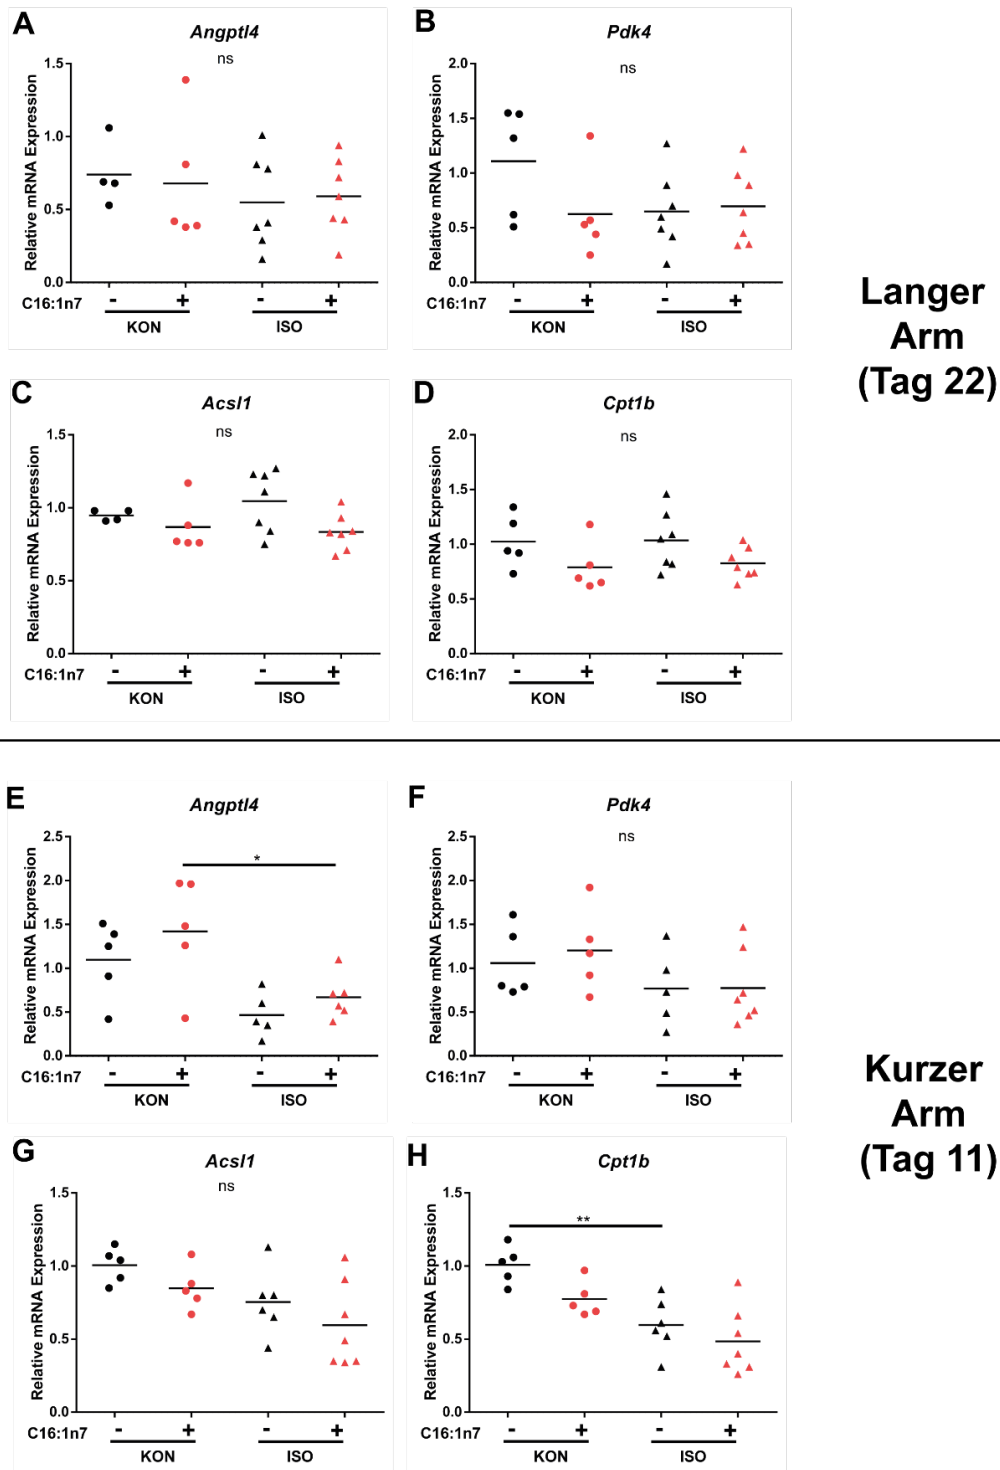 A
Angptl4
ns
Relative mRNA Expression
1.5
1.0
0.5
0.0
C16:1n7
- + - +
KON ISO
B
Pdk4
ns
Relative mRNA Expression
2.0
1.5
1.0
0.5
0.0
C16:1n7
- + - +
KON ISO
Langer
Arm
(Tag 22)
C
Acsl1
ns
Relative mRNA Expression
1.5
1.0
0.5
0.0
C16:1n7
- + - +
KON ISO
D
Cpt1b
ns
Relative mRNA Expression
2.0
1.5
1.0
0.5
0.0
C16:1n7
- + - +
KON ISO
E
Angptl4
*
Relative mRNA Expression
2.5
2.0
1.5
1.0
0.5
0.0
C16:1n7
- + - +
KON ISO
F
Pdk4
ns
Relative mRNA Expression
2.5
2.0
1.5
1.0
0.5
0.0
C16:1n7
- + - +
KON ISO
Kurzer
Arm
(Tag 11)
G
Acsl1
ns
Relative mRNA Expression
1.5
1.0
0.5
0.0
C16:1n7
- + - +
KON ISO
H
Cpt1b
**
Relative mRNA Expression
1.5
1.0
0.5
0.0
C16:1n7
- + - +
KON ISO